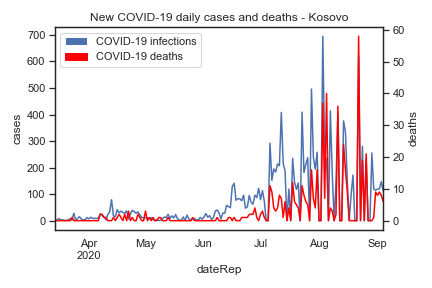 New COVID-19 daily cases and deaths - Kosovo
COVID-19 infections
COVID-19 deaths
700
600
500
400
300
200
100
0
cases
60
50
40
30
20
10
0
deaths
Apr
2020
May
Jun
Jul
Aug
Sep
dateRep